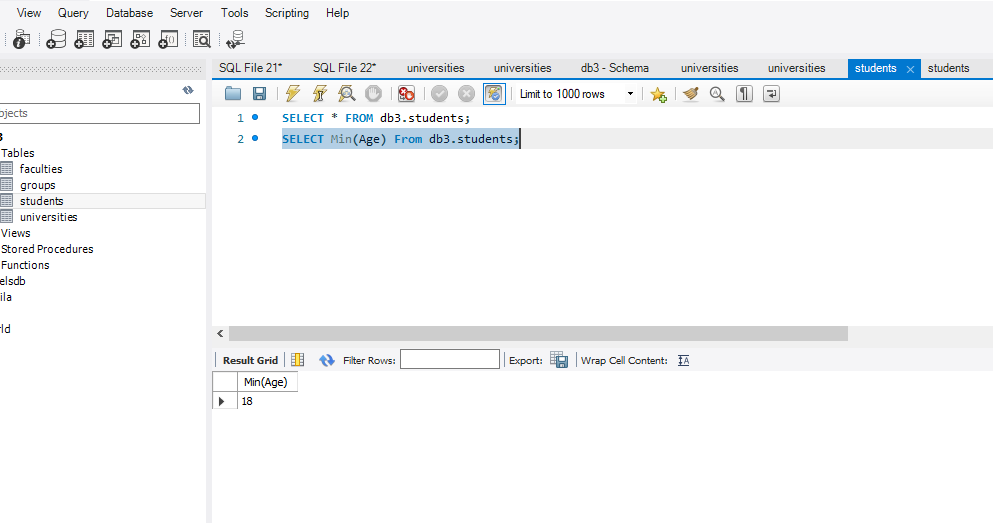 View Query Database Server Tools Scripting Help
SQL File 21* SQL File 22* universities universities db3 - Schema universities universities students students
Limit to 1000 rows
bjects
1 SELECT * FROM db3.students;
2 SELECT Min(Age) From db3.students;
3
Tables
faculties
groups
students
universities
Views
Stored Procedures
Functions
elsdb
ila
rld
Result Grid Filter Rows: Export: Wrap Cell Content:
Min(Age)
18